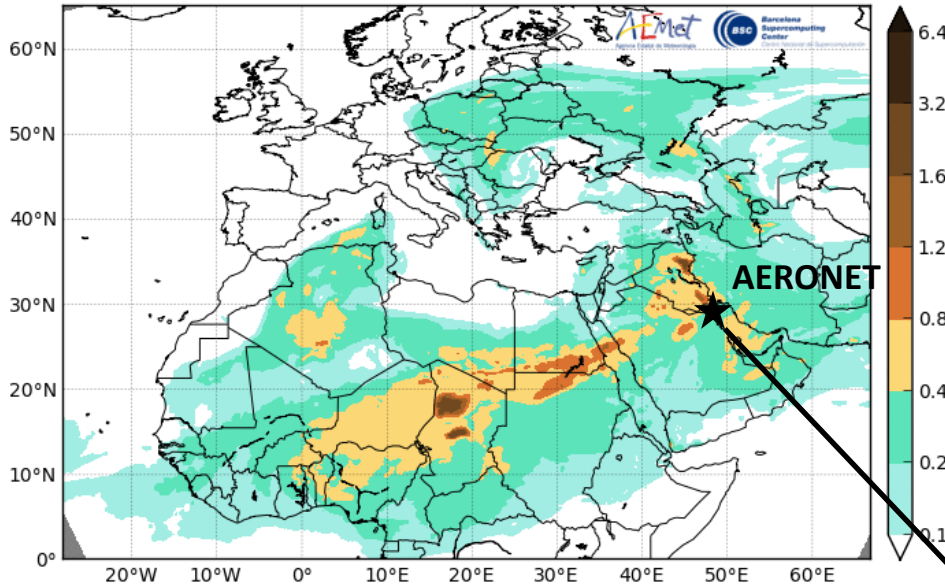 AEMet
Agencia Estatal de Meteorología
BSC
Barcelona
Supercomputing
Center
Centro Nacional de Supercomputación
60°N
50°N
40°N
30°N
20°N
10°N
0°
20°W
10°W
0°
10°E
20°E
30°E
40°E
50°E
60°E
6.4
3.2
1.6
1.2
0.8
0.4
0.2
0.1
AERONET